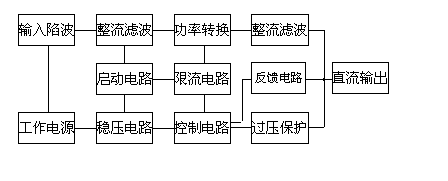 输入陷波 整流滤波 功率转换 整流滤波
启动电路 限流电路 反馈电路 直流输出
工作电源 稳压电路 控制电路 过压保护